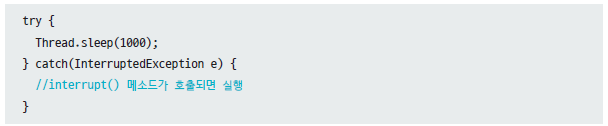 try {
  Thread.sleep(1000);
} catch(InterruptedException e) {
  //interrupt() 메소드가 호출되면 실행
}